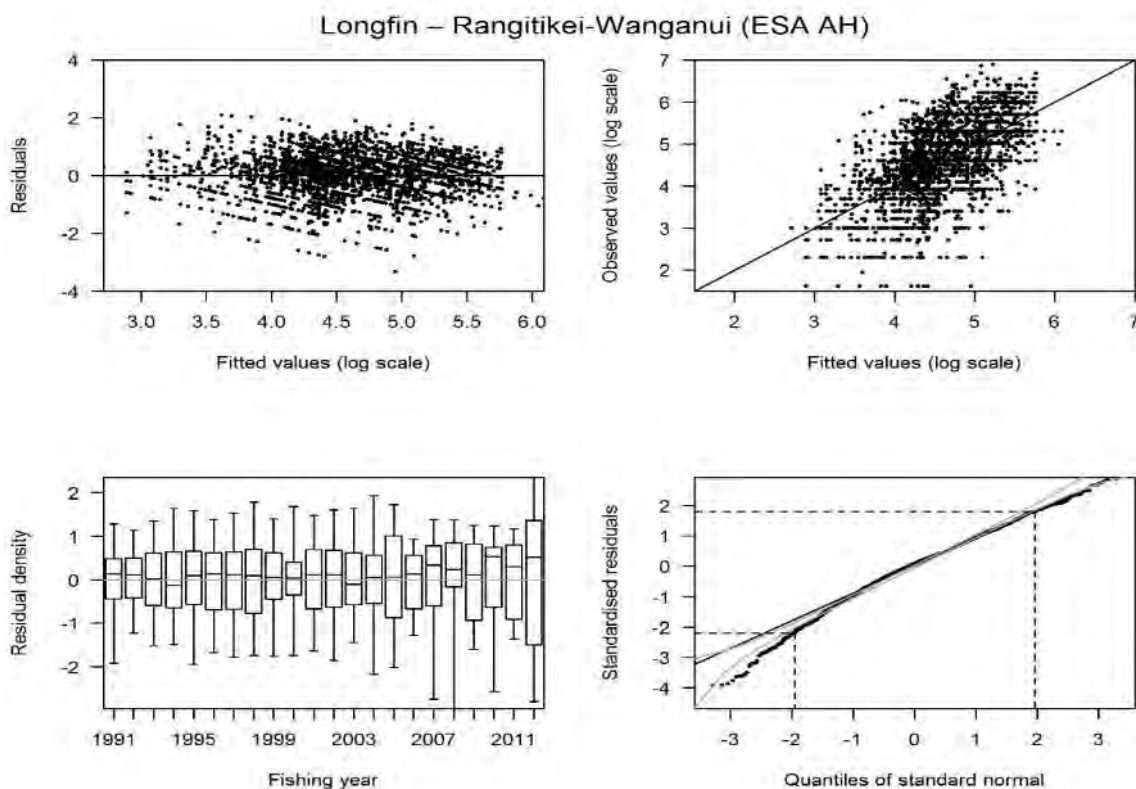 Longfin – Rangitikei-Wanganui (ESA AH)
4
2
0
-2
-4
Residuals
3.0 3.5 4.0 4.5 5.0 5.5 6.0
Fitted values (log scale)
7
6
5
4
3
2
Observed values (log scale)
2 3 4 5 6 7
Fitted values (log scale)
2
1
0
-1
-2
Residual density
1991 1995 1999 2003 2007 2011
Fishing year
2
1
0
-1
-2
-3
-4
Standardised residuals
-3 -2 -1 0 1 2 3
Quantiles of standard normal